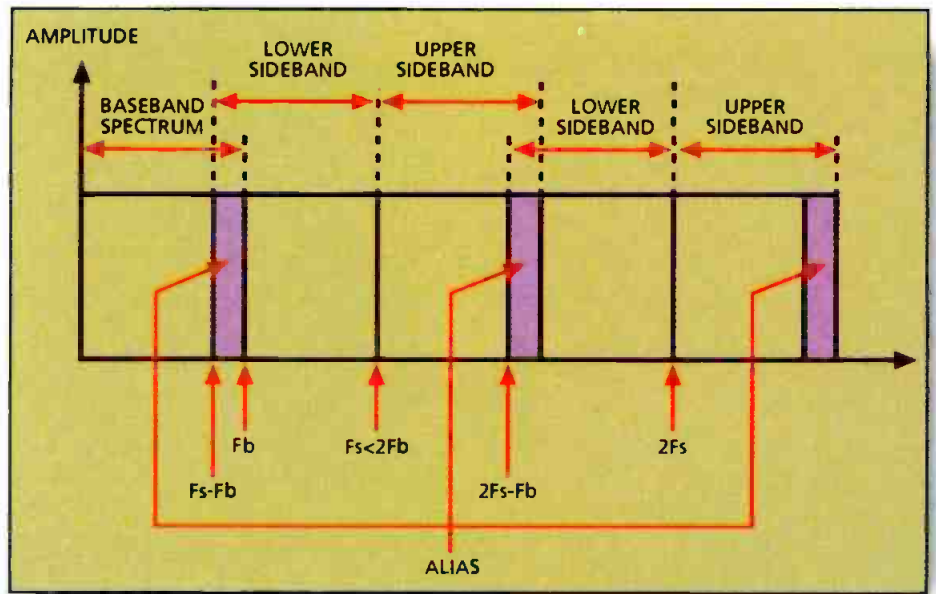 AMPLITUDE
LOWER
SIDEBAND
UPPER
SIDEBAND
BASEBAND
SPECTRUM
LOWER
SIDEBAND
UPPER
SIDEBAND
Fb
Fs<2Fb
2Fs
Fs-Fb
2Fs-Fb
ALIAS